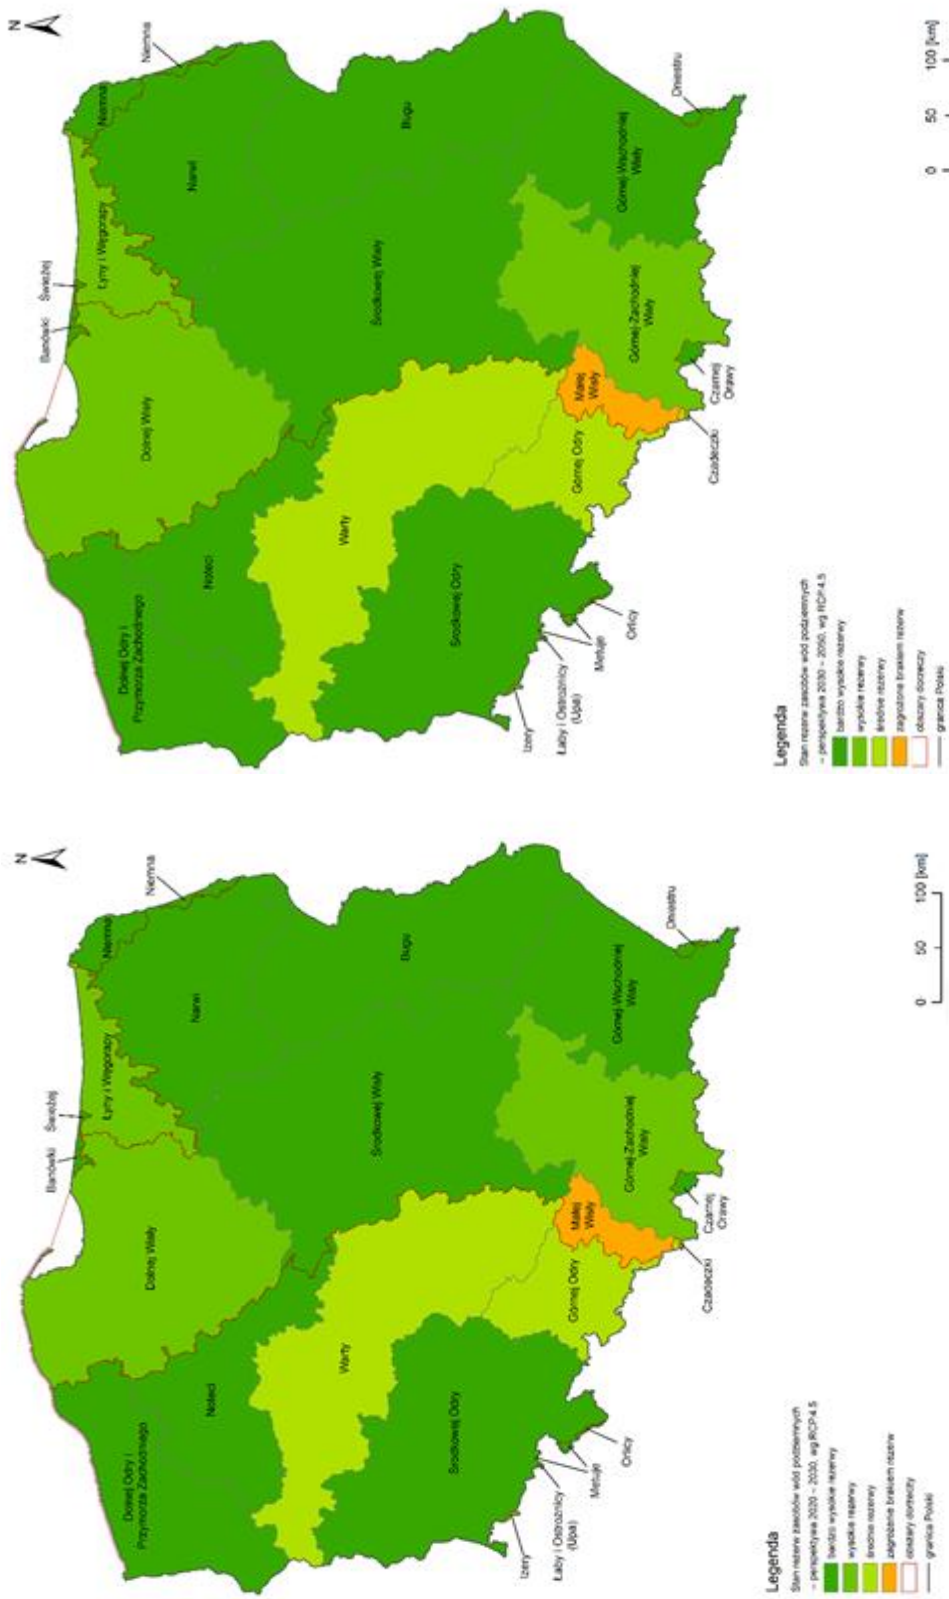 N
Niemna
Niemna
Świeżej
Banówki
Łyny i Węgorapy
Narwi
Dolnej Wisły
Dolnej Odry i
Przymorza Zachodniego
Noteci
Bugu
Środkowej Wisły
Warty
Środkowej Odry
Górnej Odry
Małej
Wisły
Górnej-Zachodniej
Wisły
Górnej-Wschodniej
Wisły
Dniestru
Czarnej
Orawy
Czadeczki
Orlicy
Metuje
Łaby i Ostrożnicy
(Upa)
Izery
Legenda
Stan rezerw zasobów wód podziemnych
– perspektywa 2020 – 2030, wg RCP4.5
bardzo wysokie rezerwy
wysokie rezerwy
średnie rezerwy
zagrożenie brakiem rezerw
obszary dorzeczy
granica Polski
0 50 100 [km]
N
Niemna
Niemna
Świeżej
Banówki
Łyny i Węgorapy
Narwi
Dolnej Wisły
Dolnej Odry i
Przymorza Zachodniego
Noteci
Bugu
Środkowej Wisły
Warty
Środkowej Odry
Górnej Odry
Małej
Wisły
Górnej-Zachodniej
Wisły
Górnej-Wschodniej
Wisły
Dniestru
Czarnej
Orawy
Czadeczki
Orlicy
Metuje
Łaby i Ostrożnicy
(Upa)
Izery
Legenda
Stan rezerw zasobów wód podziemnych
– perspektywa 2030 – 2050, wg RCP4.5
bardzo wysokie rezerwy
wysokie rezerwy
średnie rezerwy
zagrożone brakiem rezerw
obszary dorzeczy
granica Polski
0 50 100 [km]